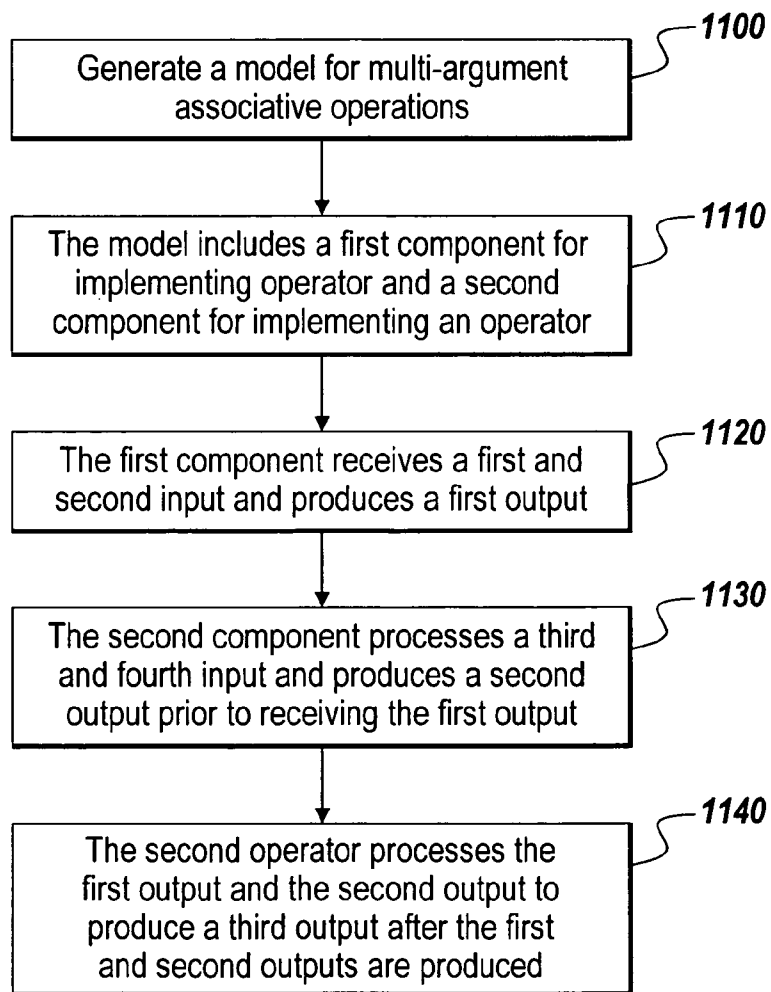 1100
Generate a model for multi-argument
associative operations
1110
The model includes a first component for
implementing operator and a second
component for implementing an operator
1120
The first component receives a first and
second input and produces a first output
1130
The second component processes a third
and fourth input and produces a second
output prior to receiving the first output
1140
The second operator processes the
first output and the second output to
produce a third output after the first
and second outputs are produced